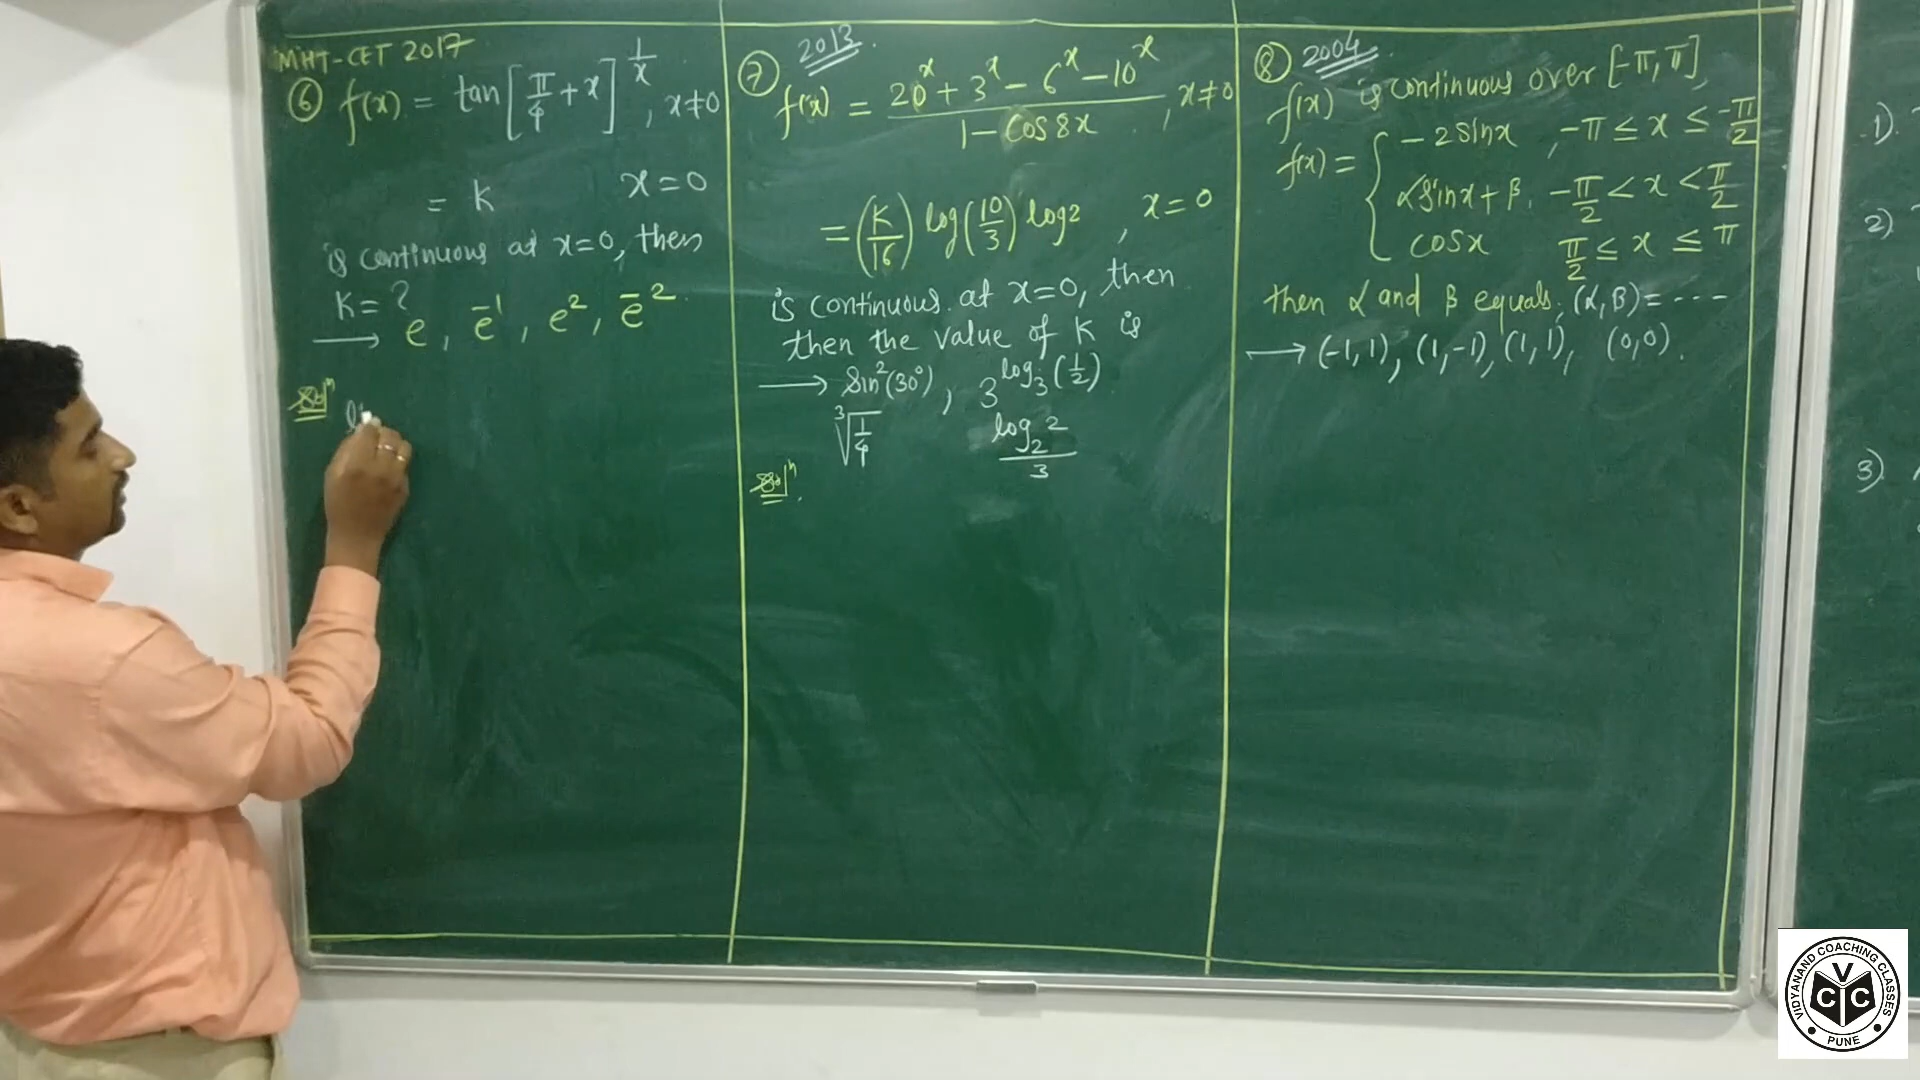 MHT-CET 2017
⑥ f(x) = tan[π/4 + x]^(1/x), x≠0
= k x=0
is continuous at x=0, then
k = ?
→ e, e⁻¹, e², e⁻².
Solⁿ
⑦ 2013.
f(x) = (20^x + 3^x − 6^x − 10^x)/(1 − cos 8x), x≠0
= (k/16) log(10/3) log2, x=0
is continuous. at x=0, then
then the value of k is
→ sin²(30°), 3^(log₃(1/2))
∛(1/4) (log₂ 2)/3
Solⁿ.
⑧ 2004
f(x) is continuous over [-π, π],
f(x) = { −2 sinx, −π ≤ x ≤ −π/2
α sinx + β, −π/2 < x < π/2
cosx π/2 ≤ x ≤ π
then α and β equals. (α, β) = ----
→ (-1, 1), (1, -1), (1, 1), (0, 0).
1).
2)
3).
VIDYANAND COACHING CLASSES
VCC
PUNE